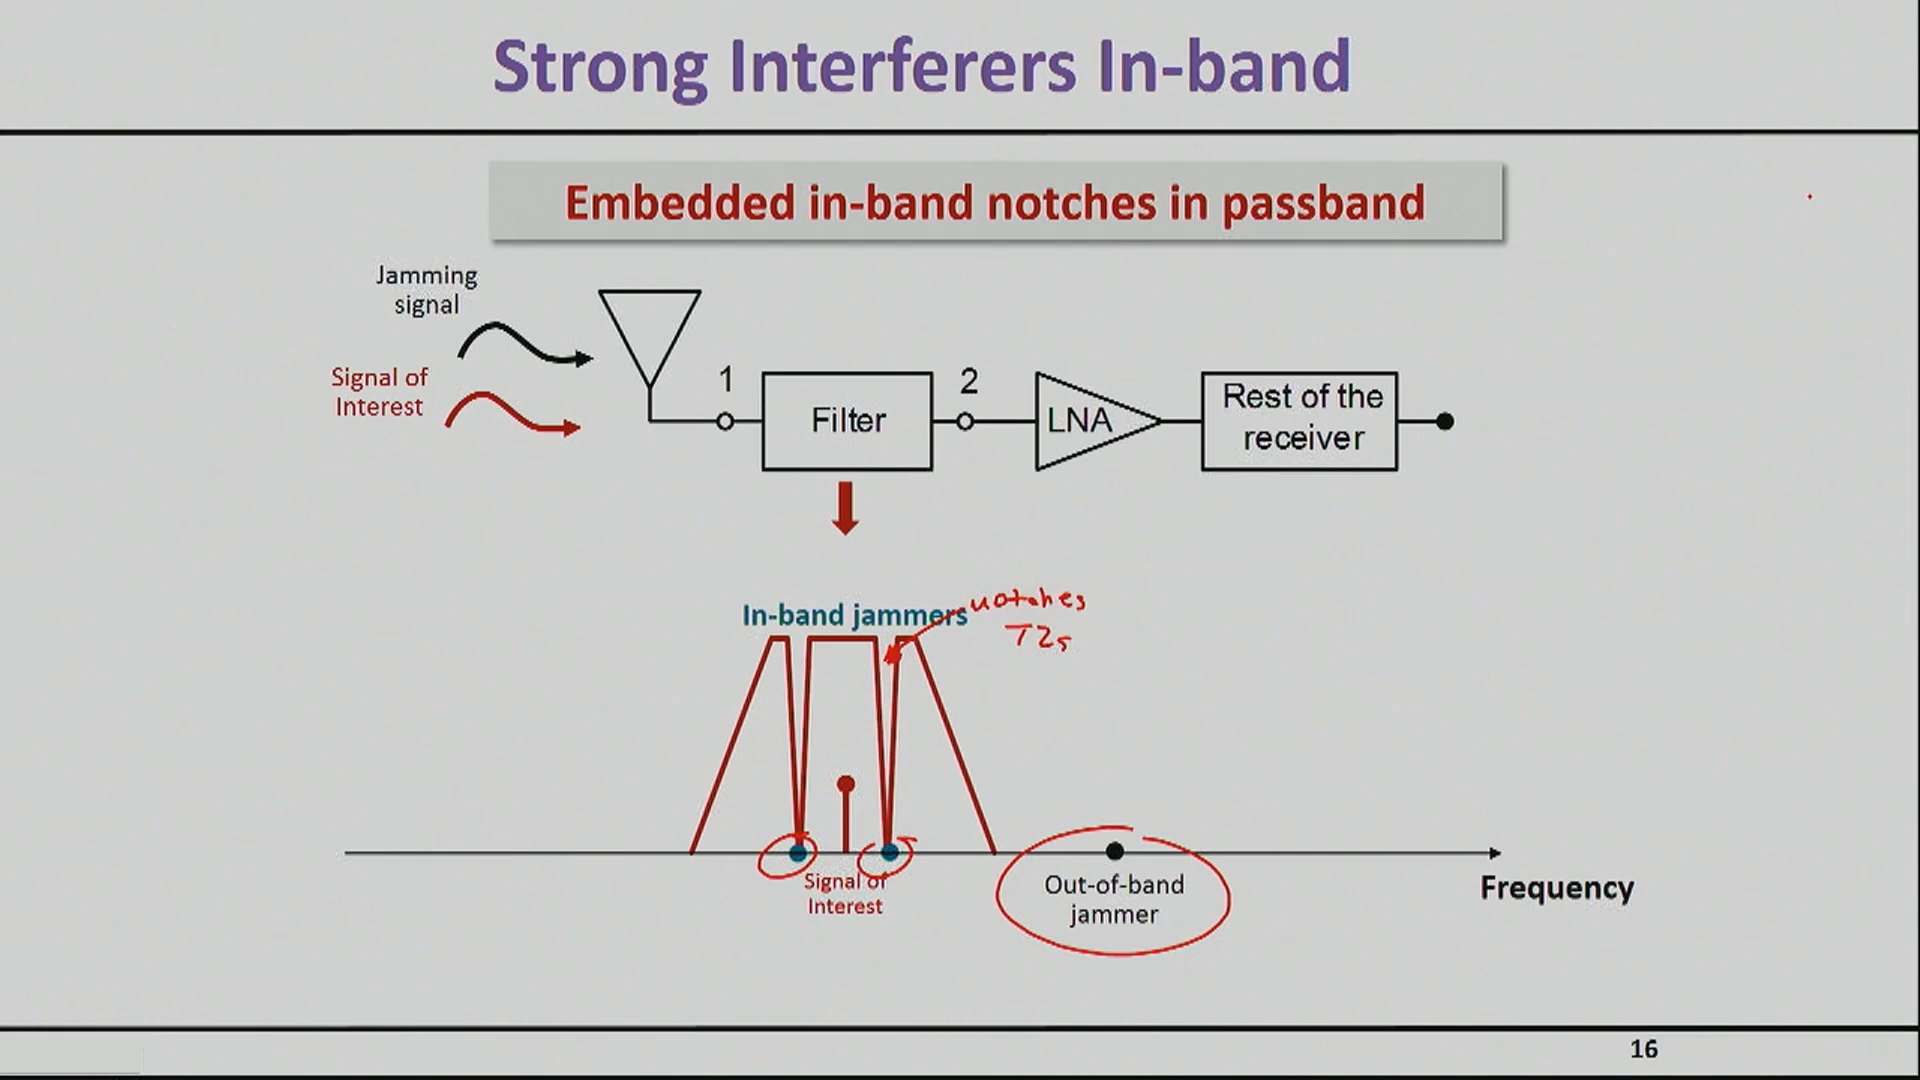 Strong Interferers In-band
Embedded in-band notches in passband
Jamming
signal
Signal of
Interest
1
Filter
2
LNA
Rest of the
receiver
In-band jammers
notches
TZs
Signal of
Interest
Out-of-band
jammer
Frequency
16